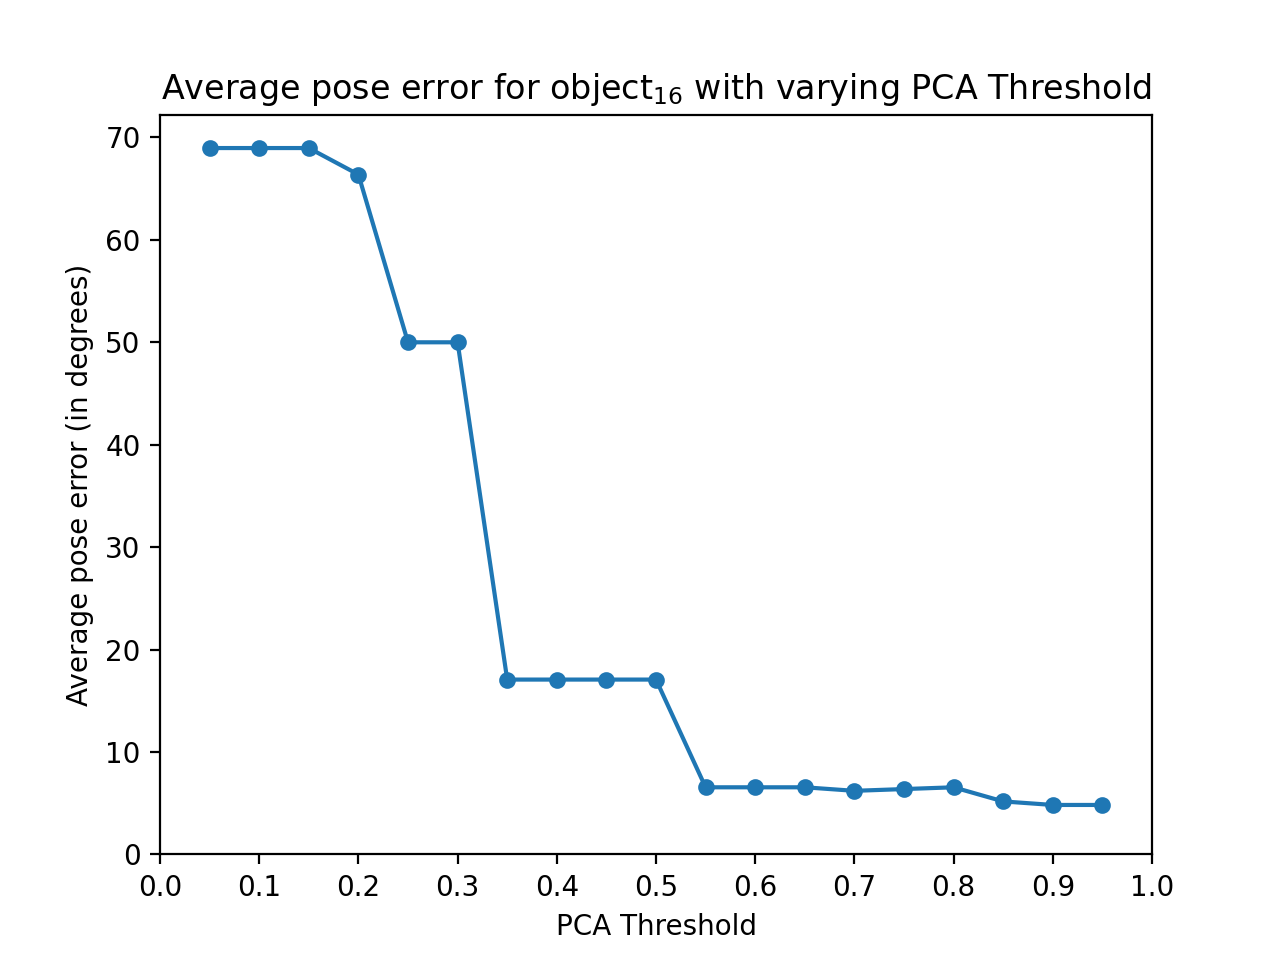 Average pose error for object₁₆ with varying PCA Threshold
70
60
50
40
30
20
10
0
Average pose error (in degrees)
0.0 0.1 0.2 0.3 0.4 0.5 0.6 0.7 0.8 0.9 1.0
PCA Threshold